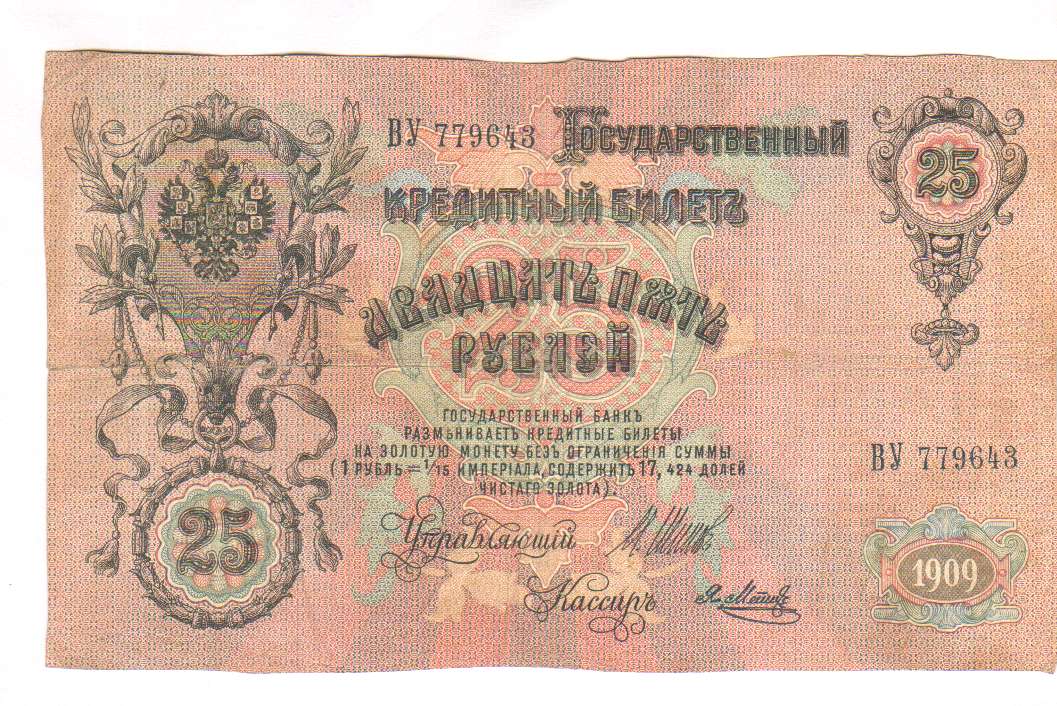 ВУ 779643 Государственный
кредитный билетъ
25
двадцать пять
рублей
государственный банкъ
размѣниваетъ кредитные билеты
на золотую монету безъ ограниченія суммы
(1 рубль = 1/15 имперіала, содержитъ 17, 424 долей
чистаго золота).
ВУ 779643
25
Управляющій
1909
Кассиръ